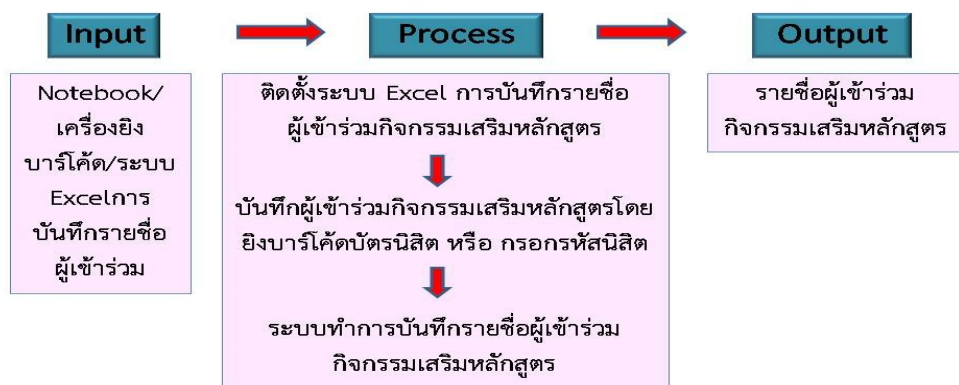 Input
Process
Output
Notebook/
เครื่องยิง
บาร์โค้ด/ระบบ
Excelการ
บันทึกรายชื่อ
ผู้เข้าร่วม
ติดตั้งระบบ Excel การบันทึกรายชื่อ
ผู้เข้าร่วมกิจกรรมเสริมหลักสูตร
บันทึกผู้เข้าร่วมกิจกรรมเสริมหลักสูตรโดย
ยิงบาร์โค้ดบัตรนิสิต หรือ กรอกรหัสนิสิต
ระบบทำการบันทึกรายชื่อผู้เข้าร่วม
กิจกรรมเสริมหลักสูตร
รายชื่อผู้เข้าร่วม
กิจกรรมเสริมหลักสูตร